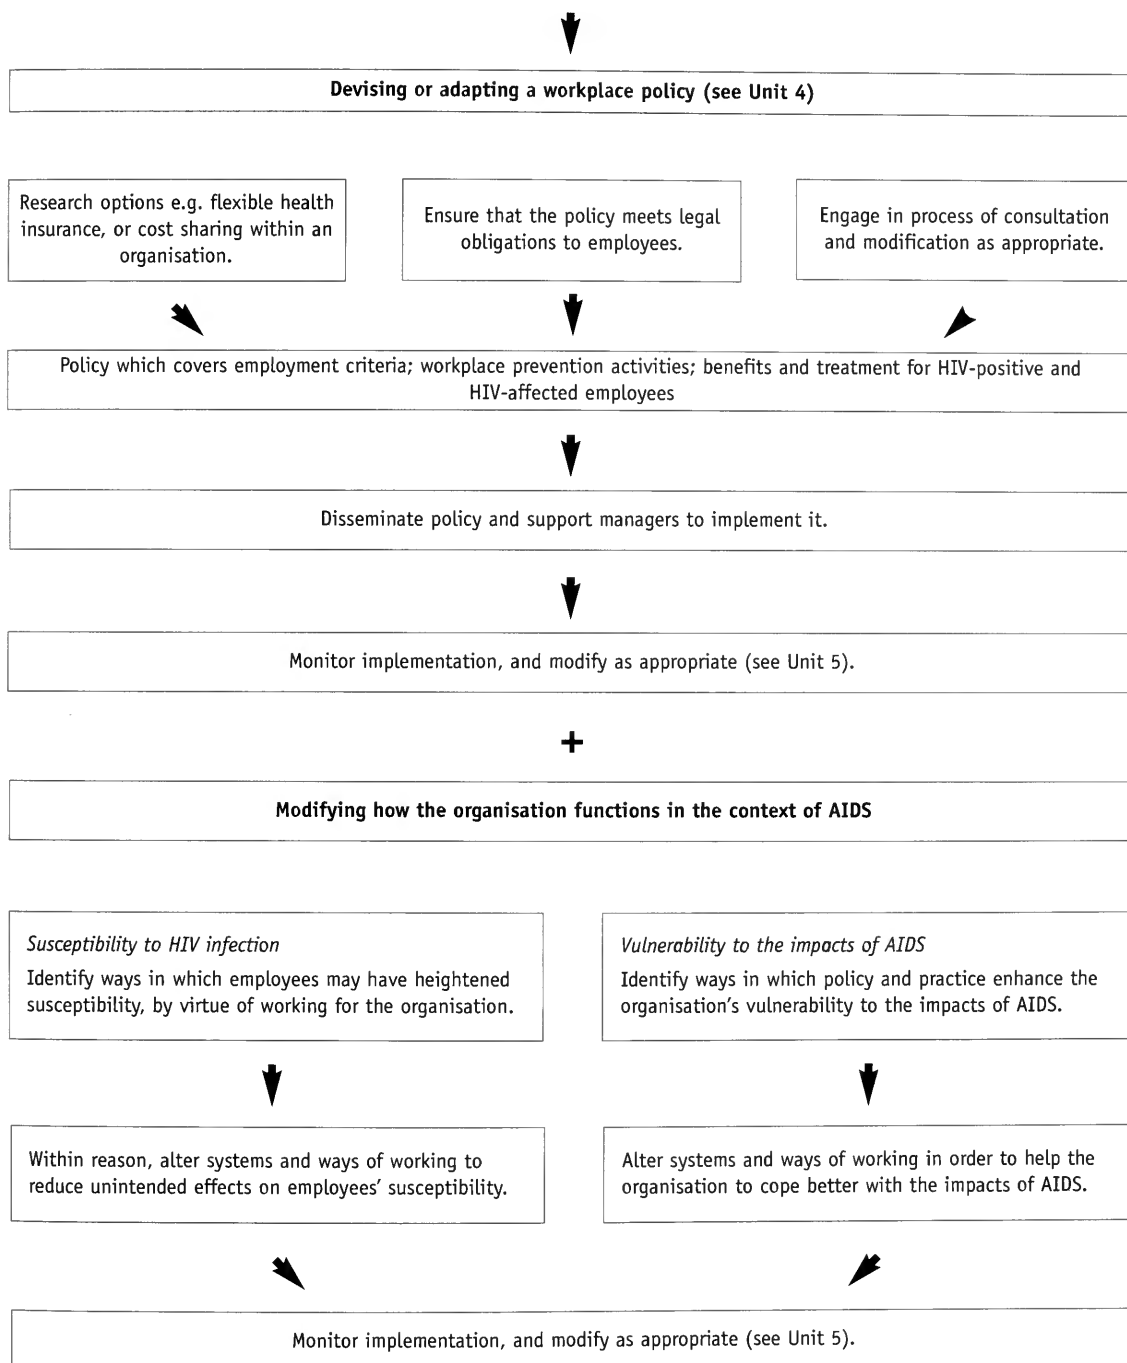 Devising or adapting a workplace policy (see Unit 4)
Research options e.g. flexible health
insurance, or cost sharing within an
organisation.
Ensure that the policy meets legal
obligations to employees.
Engage in process of consultation
and modification as appropriate.
Policy which covers employment criteria; workplace prevention activities; benefits and treatment for HIV-positive and
HIV-affected employees
Disseminate policy and support managers to implement it.
Monitor implementation, and modify as appropriate (see Unit 5).
+
Modifying how the organisation functions in the context of AIDS
Susceptibility to HIV infection
Identify ways in which employees may have heightened
susceptibility, by virtue of working for the organisation.
Vulnerability to the impacts of AIDS
Identify ways in which policy and practice enhance the
organisation's vulnerability to the impacts of AIDS.
Within reason, alter systems and ways of working to
reduce unintended effects on employees' susceptibility.
Alter systems and ways of working in order to help the
organisation to cope better with the impacts of AIDS.
Monitor implementation, and modify as appropriate (see Unit 5).